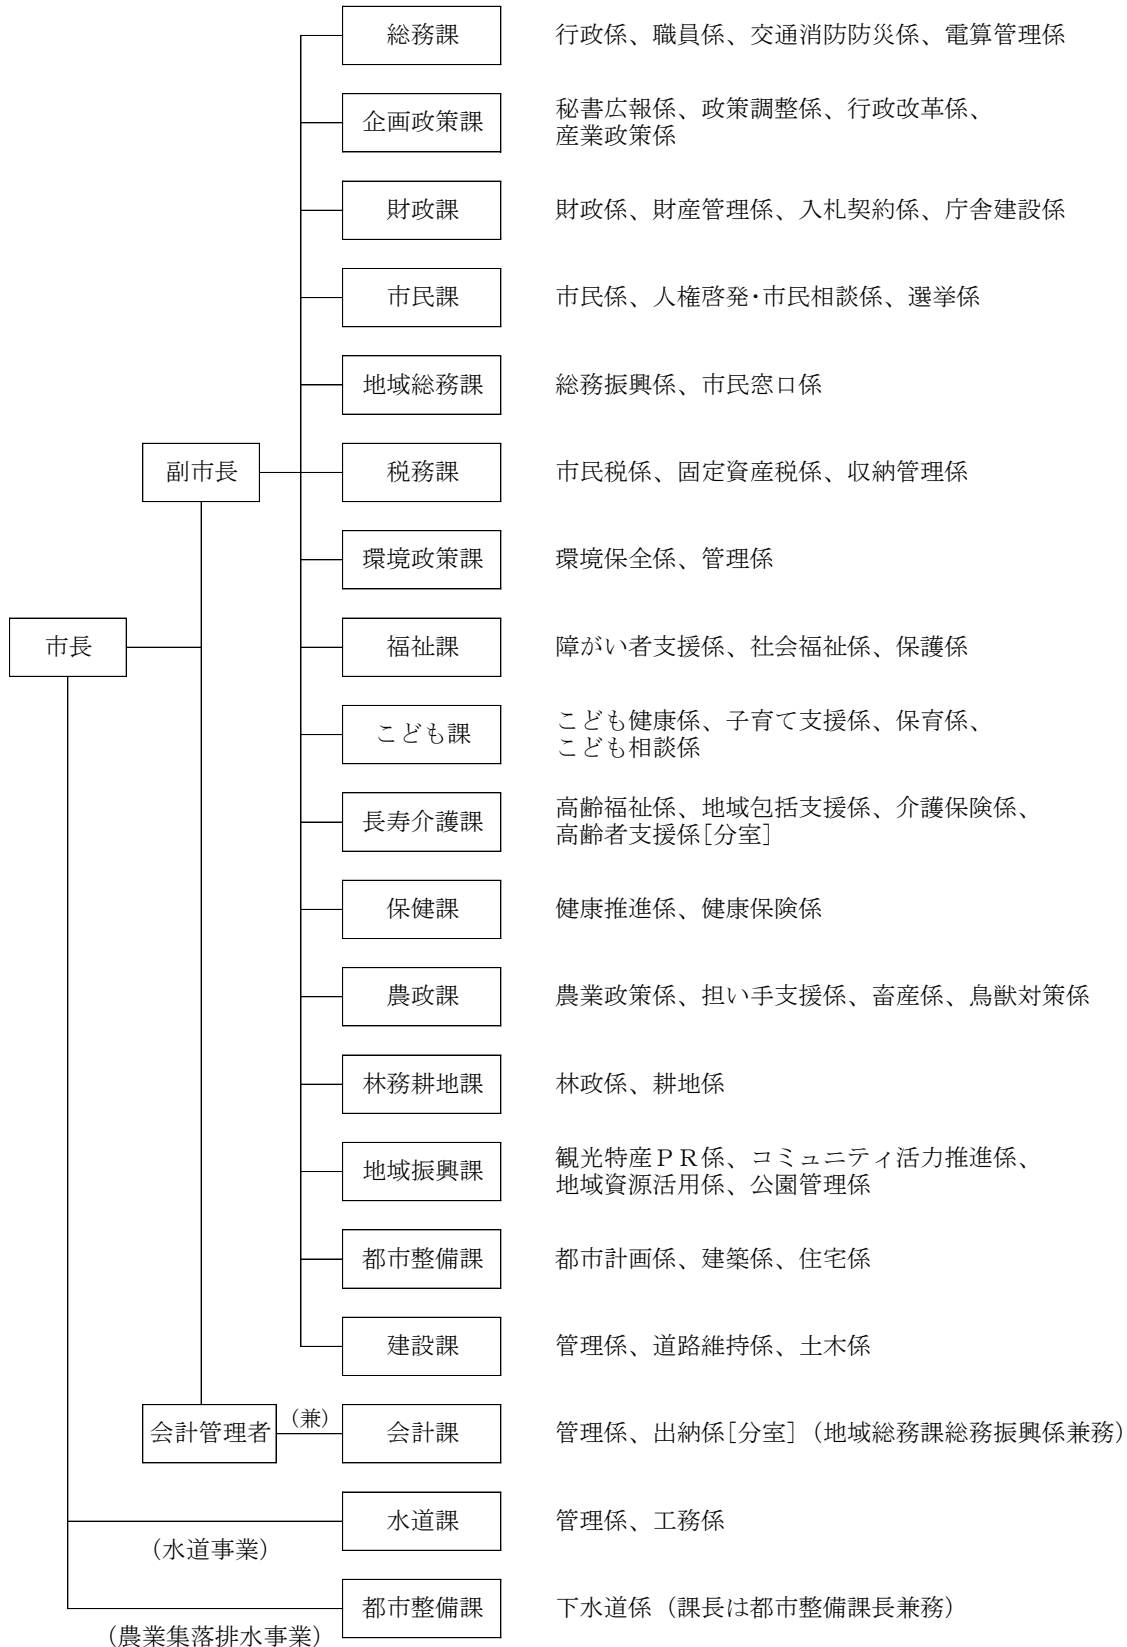 総務課 行政係、職員係、交通消防防災係、電算管理係
企画政策課 秘書広報係、政策調整係、行政改革係、
産業政策係
財政課 財政係、財産管理係、入札契約係、庁舎建設係
市民課 市民係、人権啓発・市民相談係、選挙係
地域総務課 総務振興係、市民窓口係
副市長 税務課 市民税係、固定資産税係、収納管理係
環境政策課 環境保全係、管理係
市長 福祉課 障がい者支援係、社会福祉係、保護係
こども課 こども健康係、子育て支援係、保育係、
こども相談係
長寿介護課 高齢福祉係、地域包括支援係、介護保険係、
高齢者支援係[分室]
保健課 健康推進係、健康保険係
農政課 農業政策係、担い手支援係、畜産係、鳥獣対策係
林務耕地課 林政係、耕地係
地域振興課 観光特産PR係、コミュニティ活力推進係、
地域資源活用係、公園管理係
都市整備課 都市計画係、建築係、住宅係
建設課 管理係、道路維持係、土木係
会計管理者 (兼) 会計課 管理係、出納係[分室](地域総務課総務振興係兼務)
水道課 管理係、工務係
(水道事業)
都市整備課 下水道係(課長は都市整備課長兼務)
(農業集落排水事業)